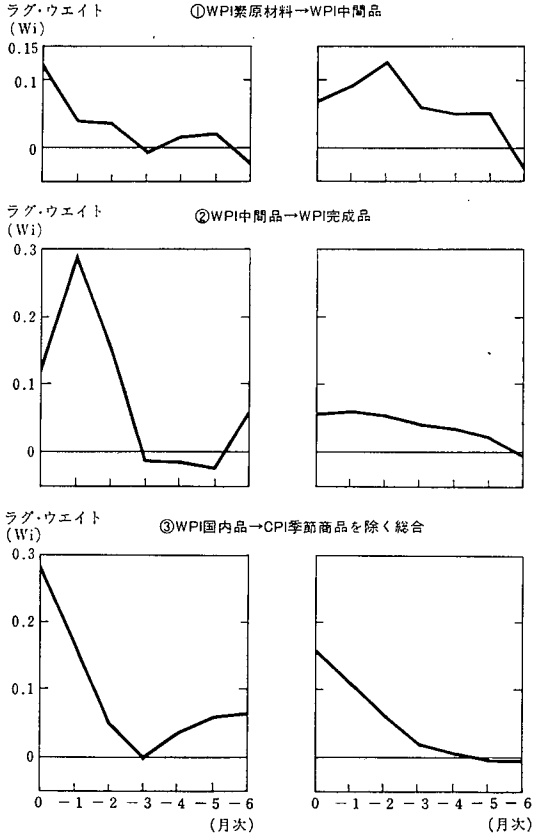 ラグ・ウエイト
(Wi)
①WPI素原材料→WPI中間品
0.15
0.1
0
ラグ・ウエイト
(Wi)
②WPI中間品→WPI完成品
0.3
0.2
0.1
0
ラグ・ウエイト
(Wi)
③WPI国内品→CPI季節商品を除く総合
0.3
0.2
0.1
0
0 −1 −2 −3 −4 −5 −6
(月次)
0 −1 −2 −3 −4 −5 −6
(月次)